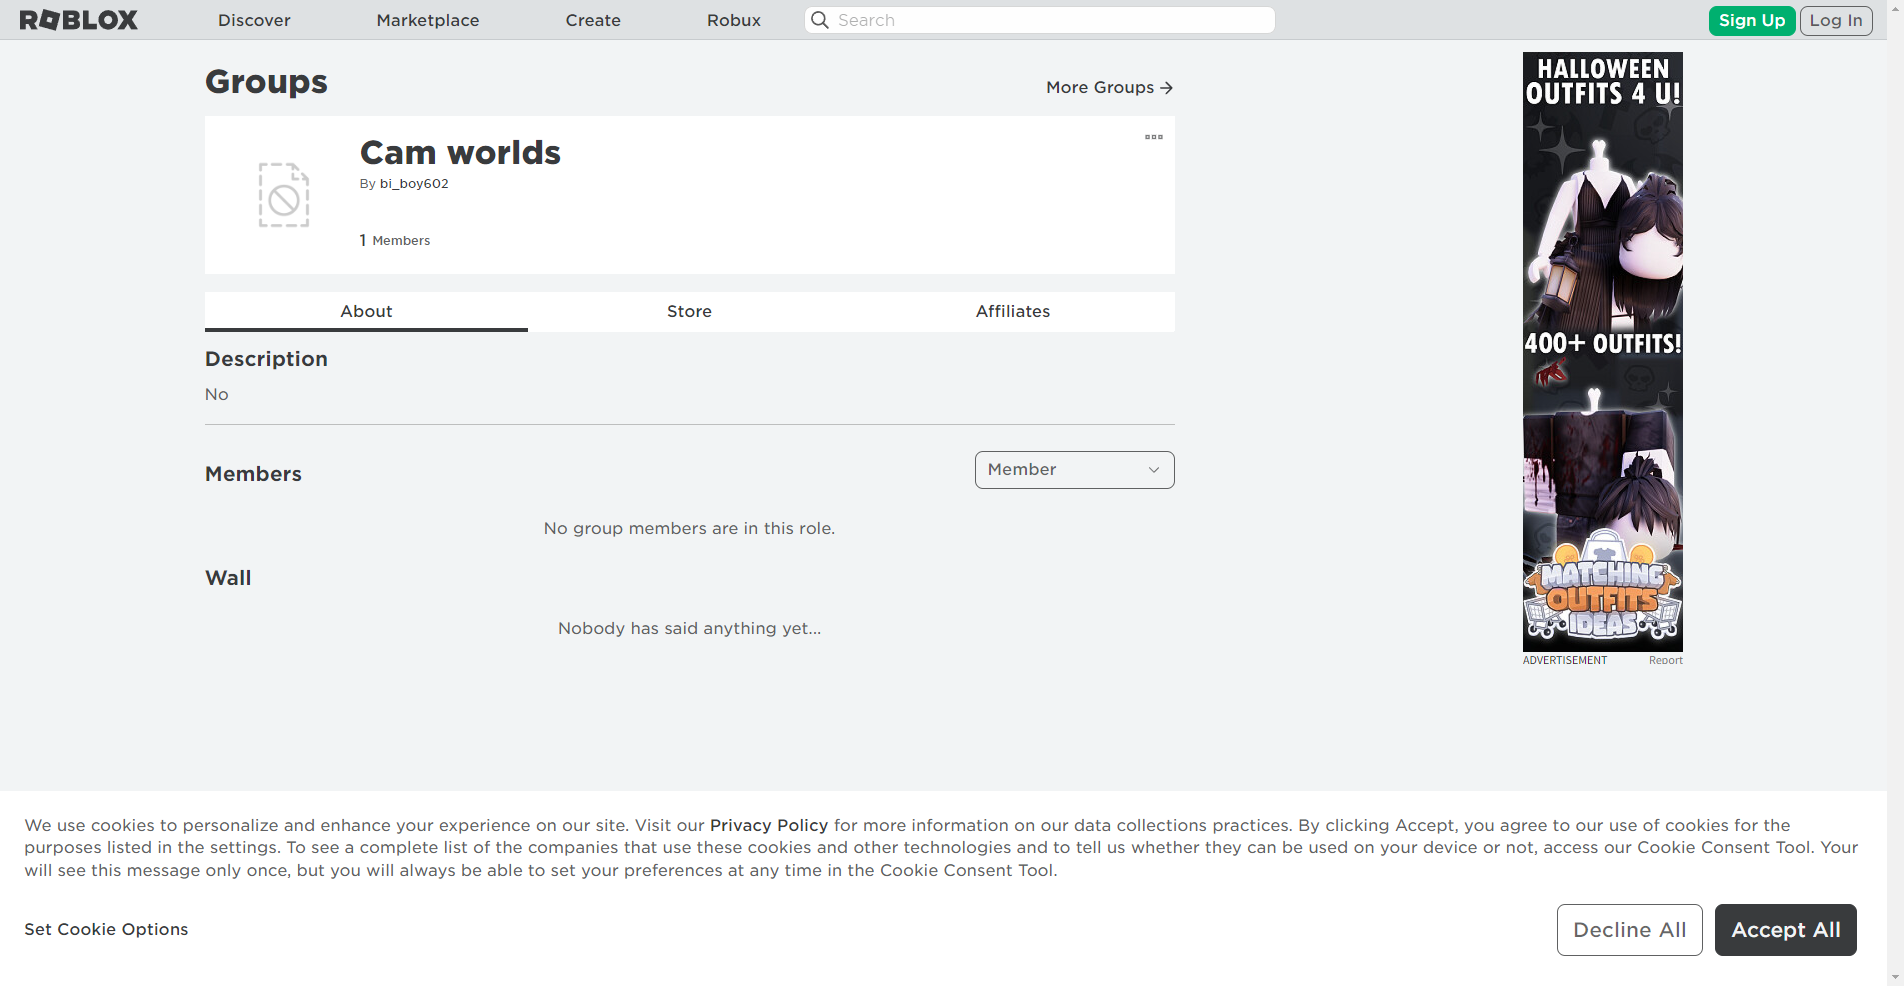 ROBLOX
Discover
Marketplace
Create
Robux
Search
Sign Up
Log In
Groups
More Groups →
Cam worlds
By bi_boy602
1 Members
About
Store
Affiliates
Description
No
Members
Member
No group members are in this role.
Wall
Nobody has said anything yet...
HALLOWEEN
OUTFITS 4 U!
400+ OUTFITS!
MATCHING
OUTFITS
IDEAS
ADVERTISEMENT
Report
We use cookies to personalize and enhance your experience on our site. Visit our Privacy Policy for more information on our data collections practices. By clicking Accept, you agree to our use of cookies for the
purposes listed in the settings. To see a complete list of the companies that use these cookies and other technologies and to tell us whether they can be used on your device or not, access our Cookie Consent Tool. Your
will see this message only once, but you will always be able to set your preferences at any time in the Cookie Consent Tool.
Set Cookie Options
Decline All
Accept All